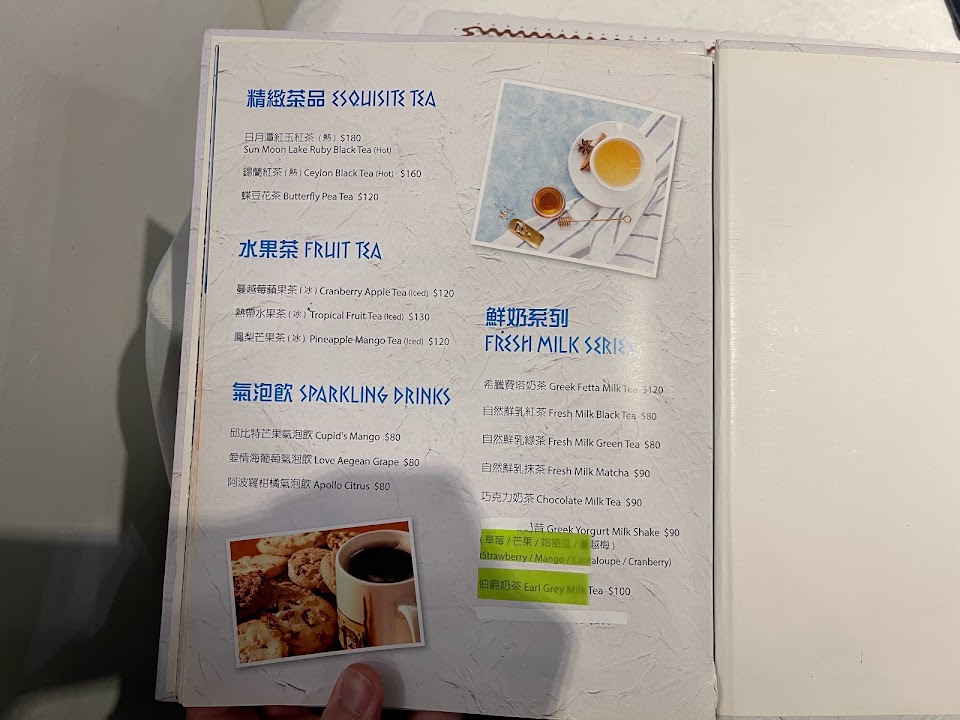 精緻茶品 ESQUISITE TEA
日月潭紅玉紅茶 (熱) $180
Sun Moon Lake Ruby Black Tea (Hot)
錫蘭紅茶 (熱) Ceylon Black Tea (Hot) $160
蝶豆花茶 Butterfly Pea Tea $120
水果茶 FRUIT TEA
蔓越莓蘋果茶 (冰) Cranberry Apple Tea (Iced) $120
熱帶水果茶 (冰) Tropical Fruit Tea (Iced) $130
鳳梨芒果茶 (冰) Pineapple Mango Tea (Iced) $120
氣泡飲 SPARKLING DRINKS
邱比特芒果氣泡飲 Cupid's Mango $80
愛情海葡萄氣泡飲 Love Aegean Grape $80
阿波羅柑橘氣泡飲 Apollo Citrus $80
鮮奶系列
FRESH MILK SERIES
希臘費塔奶茶 Greek Fetta Milk Tea $120
自然鮮乳紅茶 Fresh Milk Black Tea $80
自然鮮乳綠茶 Fresh Milk Green Tea $80
自然鮮乳抹茶 Fresh Milk Matcha $90
巧克力奶茶 Chocolate Milk Tea $90
昔 Greek Yorgurt Milk Shake $90
(草莓 / 芒果 / 哈密瓜 / 蔓越梅)
(Strawberry / Mango / Cantaloupe / Cranberry)
伯爵奶茶 Earl Grey Milk Tea $100